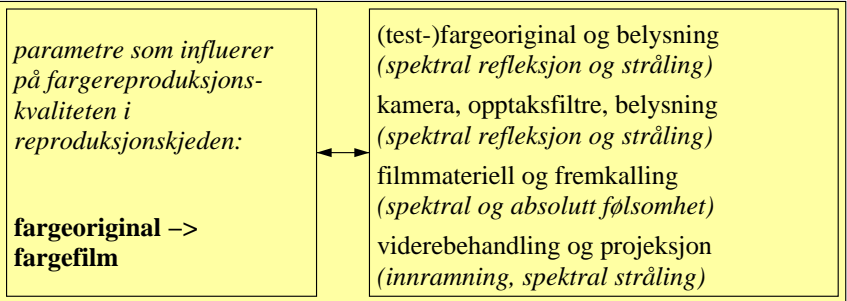 parametre som influerer
på fargereproduksjons-
kvaliteten i
reproduksjonskjeden:
fargeoriginal −>
fargefilm
(test-)fargeoriginal og belysning
(spektral refleksjon og stråling)
kamera, opptaksfiltre, belysning
(spektral refleksjon og stråling)
filmmateriell og fremkalling
(spektral og absolutt følsomhet)
viderebehandling og projeksjon
(innramning, spektral stråling)